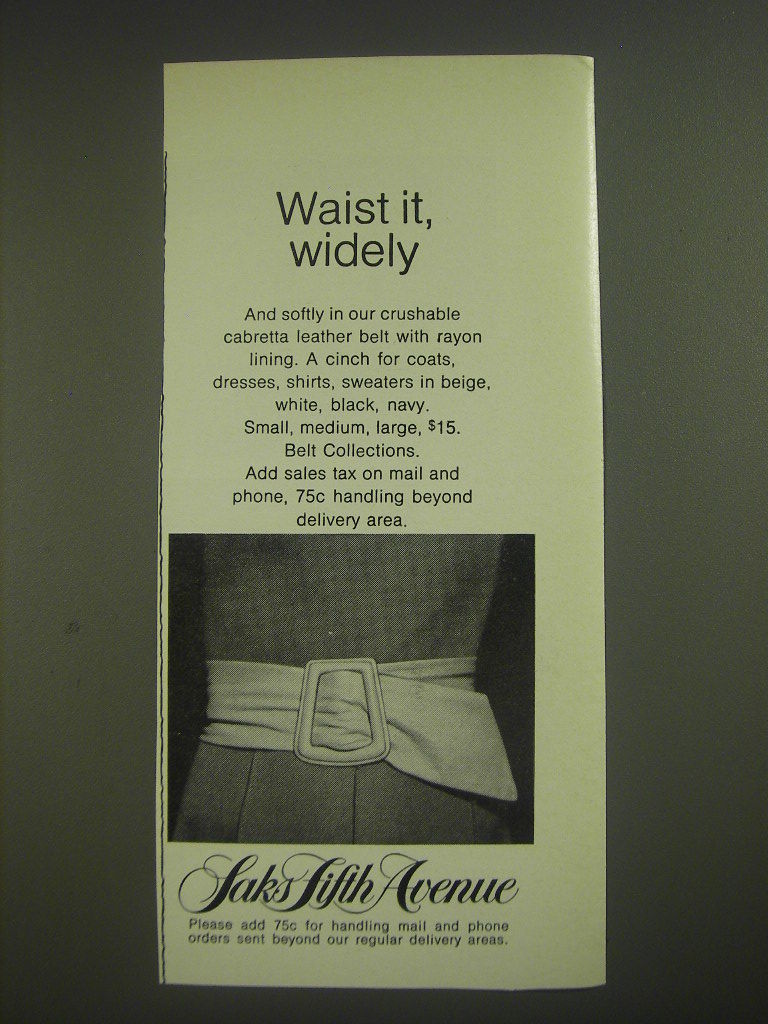 Waist it,
widely
And softly in our crushable
cabretta leather belt with rayon
lining. A cinch for coats,
dresses, shirts, sweaters in beige,
white, black, navy.
Small, medium, large, $15.
Belt Collections.
Add sales tax on mail and
phone, 75c handling beyond
delivery area.
Saks Fifth Avenue
Please add 75c for handling mail and phone
orders sent beyond our regular delivery areas.